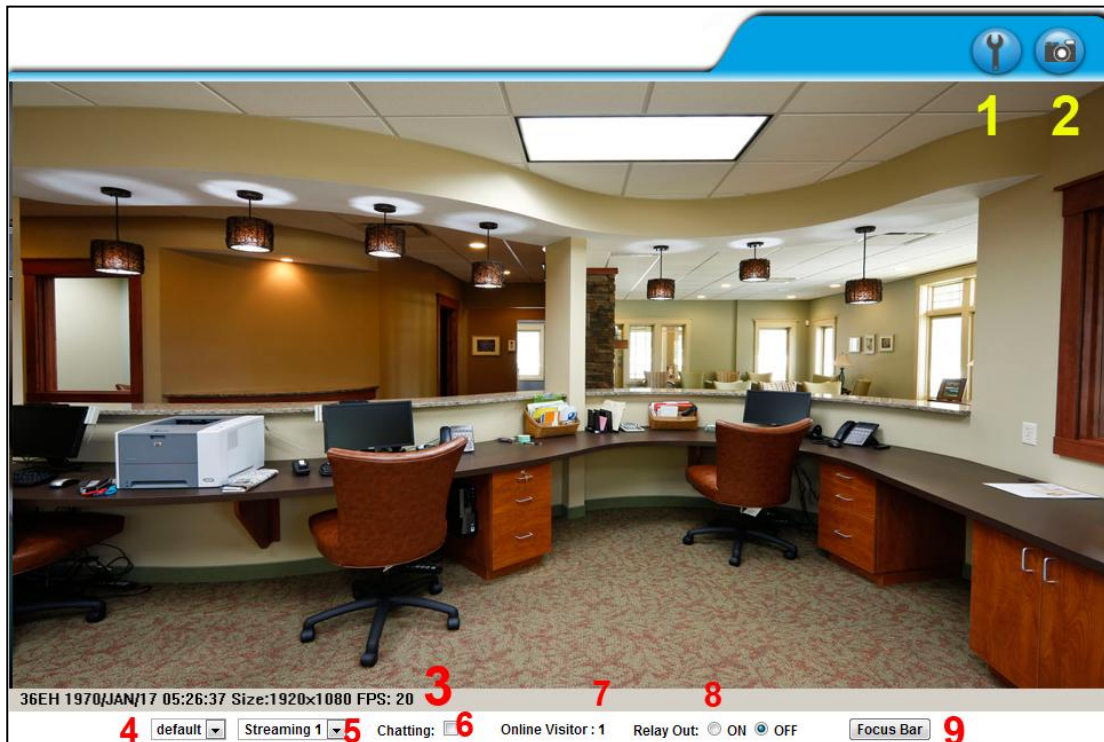 1 2
36EH 1970/JAN/17 05:26:37 Size:1920x1080 FPS: 20 3
4 default Streaming 1 5 Chatting: 6 Online Visitor : 1 7 Relay Out: ON OFF 8 Focus Bar 9